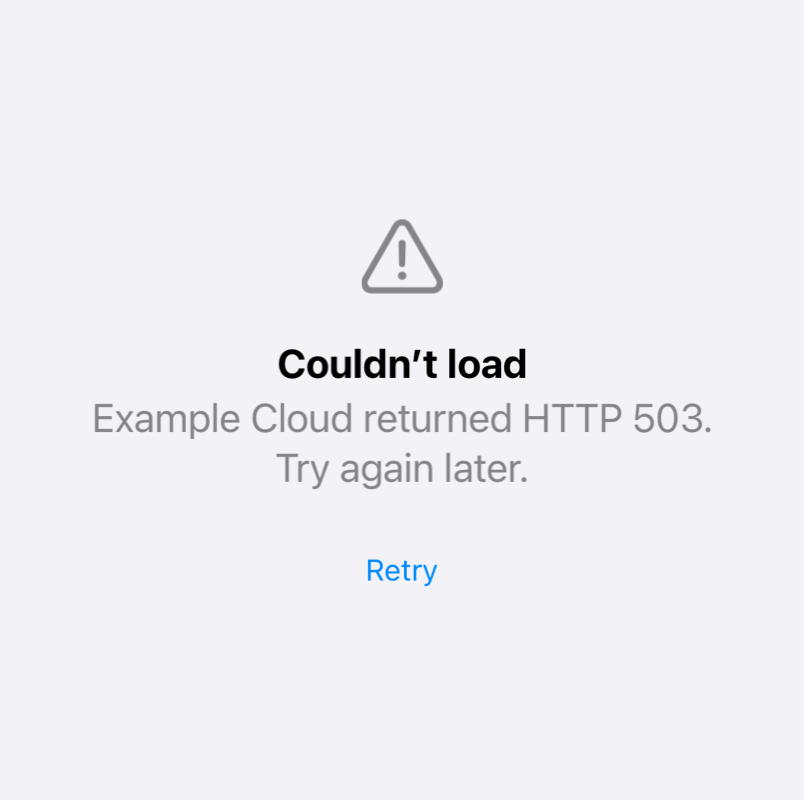 Couldn’t load
Example Cloud returned HTTP 503.
Try again later.
Retry